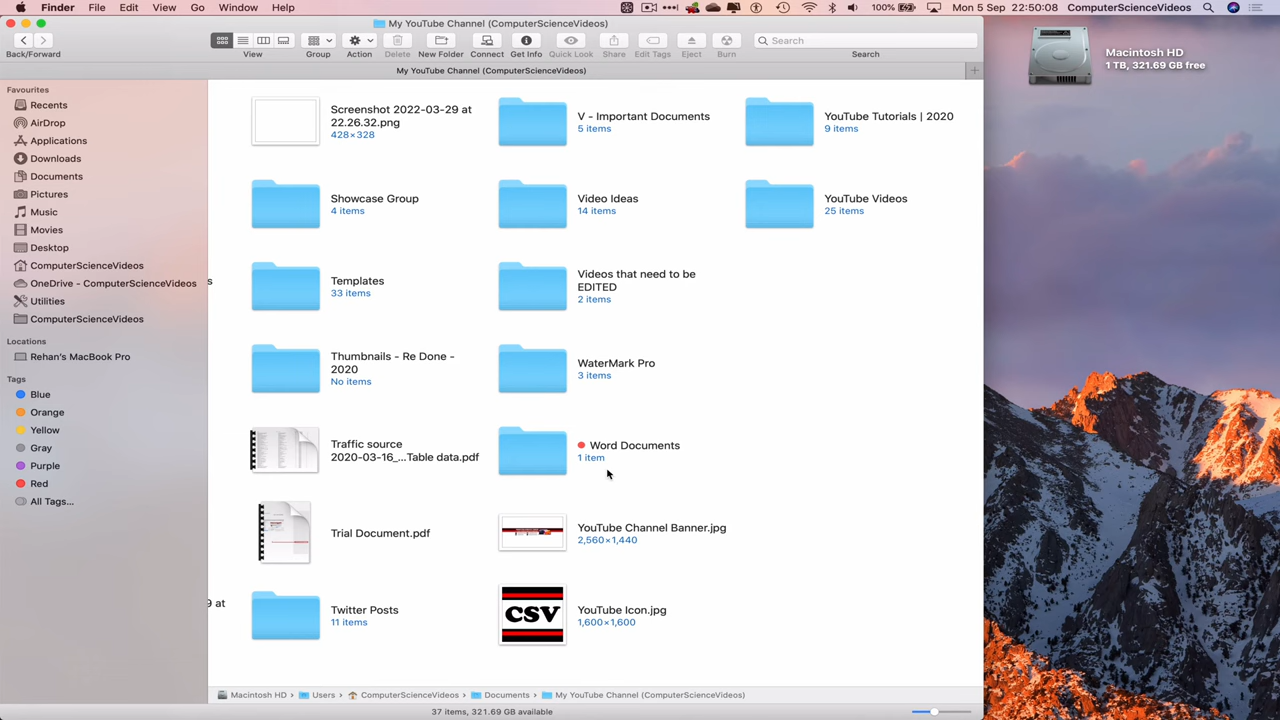 Finder File Edit View Go Window Help
100% Mon 5 Sep 22:50:08 ComputerScienceVideos
My YouTube Channel (ComputerScienceVideos)
Back/Forward View Group Action Delete New Folder Connect Get Info Quick Look Share Edit Tags Eject Burn Search
Search
My YouTube Channel (ComputerScienceVideos)
Favourites
Recents
AirDrop
Applications
Downloads
Documents
Pictures
Music
Movies
Desktop
ComputerScienceVideos
OneDrive - ComputerScienceVideos
Utilities
ComputerScienceVideos
Locations
Rehan's MacBook Pro
Tags
Blue
Orange
Yellow
Gray
Purple
Red
All Tags...
s
9 at
Screenshot 2022-03-29 at
22.26.32.png
428×328
Showcase Group
4 items
Templates
33 items
Thumbnails - Re Done -
2020
No items
Traffic source
2020-03-16_...Table data.pdf
Trial Document.pdf
Twitter Posts
11 items
V - Important Documents
5 items
Video Ideas
14 items
Videos that need to be
EDITED
2 items
WaterMark Pro
3 items
Word Documents
1 item
YouTube Channel Banner.jpg
2,560×1,440
CSV
YouTube Icon.jpg
1,600×1,600
YouTube Tutorials | 2020
9 items
YouTube Videos
25 items
Macintosh HD
1 TB, 321.69 GB free
Macintosh HD › Users › ComputerScienceVideos › Documents › My YouTube Channel (ComputerScienceVideos)
37 items, 321.69 GB available